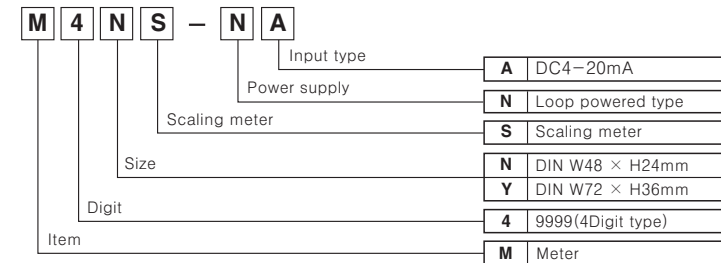 M 4 N S − N A
Input type
A DC4−20mA
Power supply
N Loop powered type
Scaling meter
S Scaling meter
Size
N DIN W48 × H24mm
Y DIN W72 × H36mm
Digit
4 9999(4Digit type)
Item
M Meter